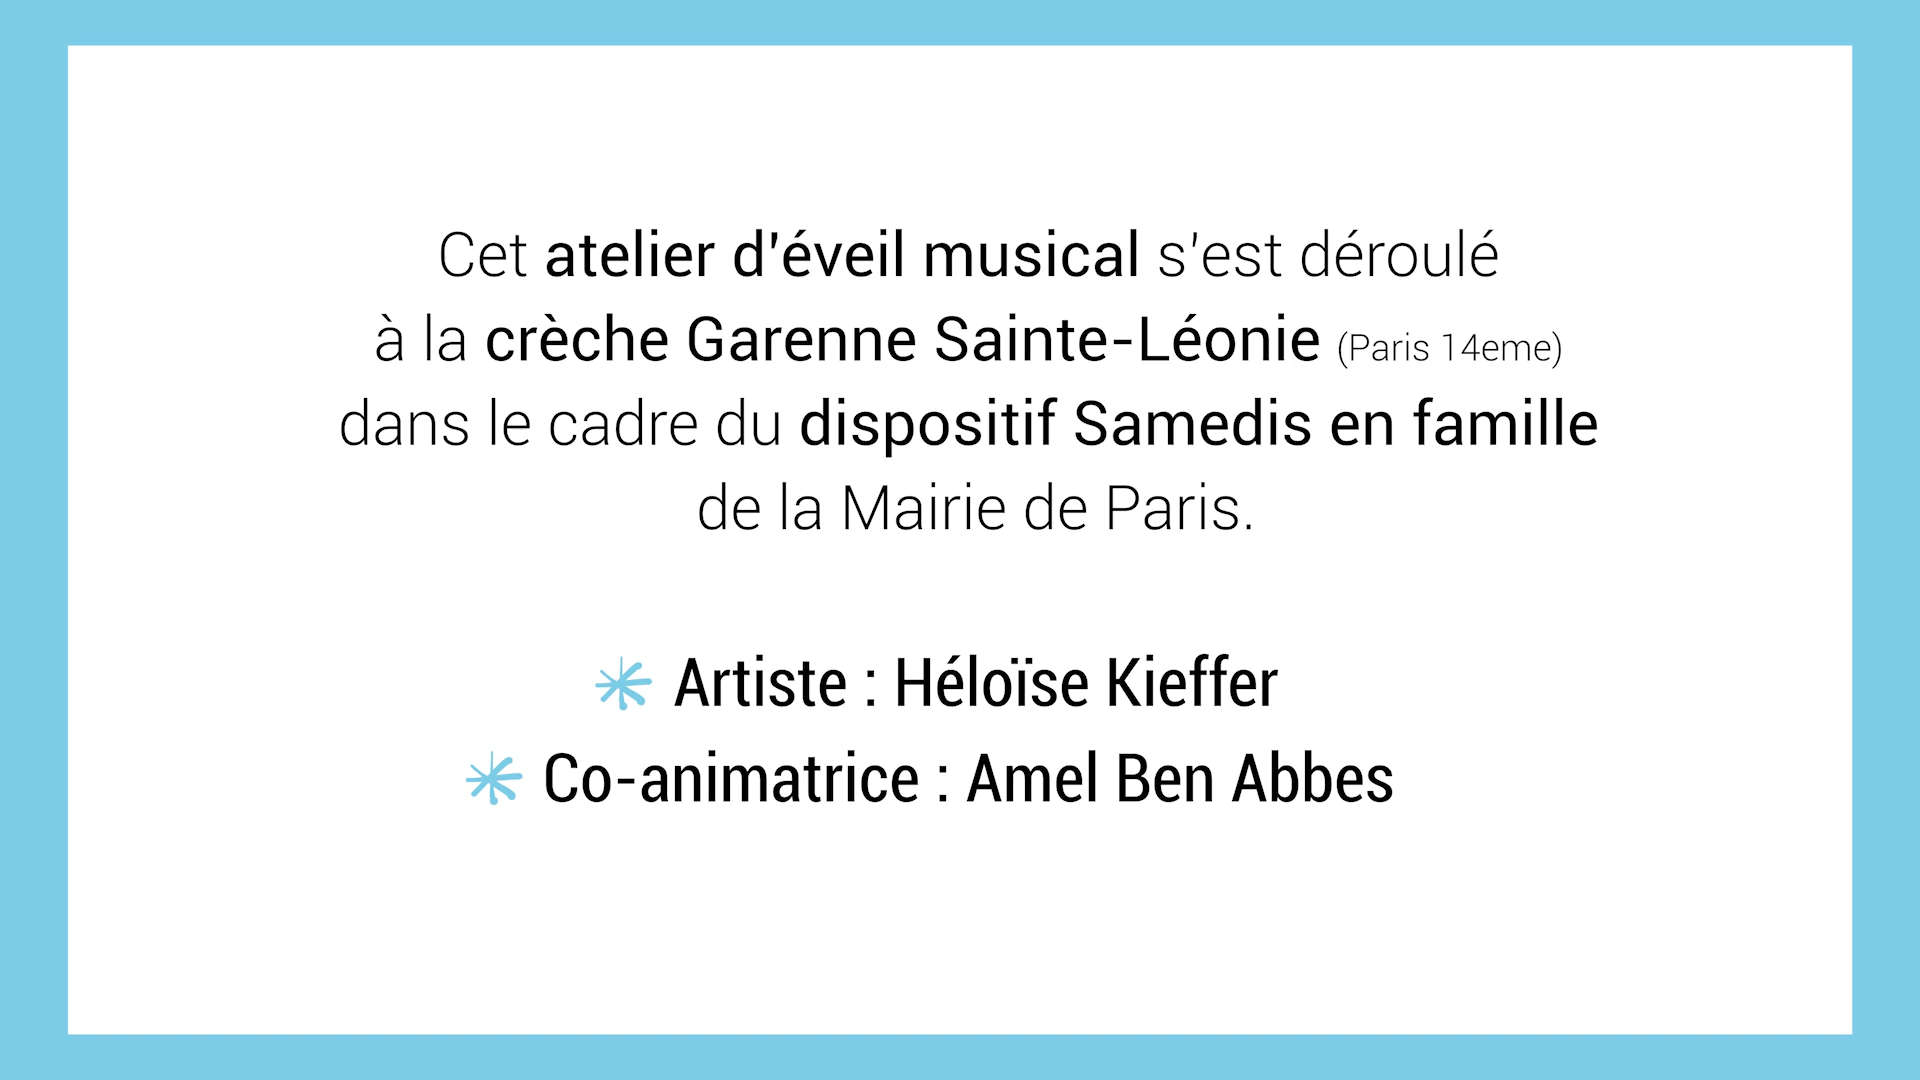 Cet atelier d'éveil musical s'est déroulé
à la crèche Garenne Sainte-Léonie (Paris 14eme)
dans le cadre du dispositif Samedis en famille
de la Mairie de Paris.
Artiste : Héloïse Kieffer
Co-animatrice : Amel Ben Abbes